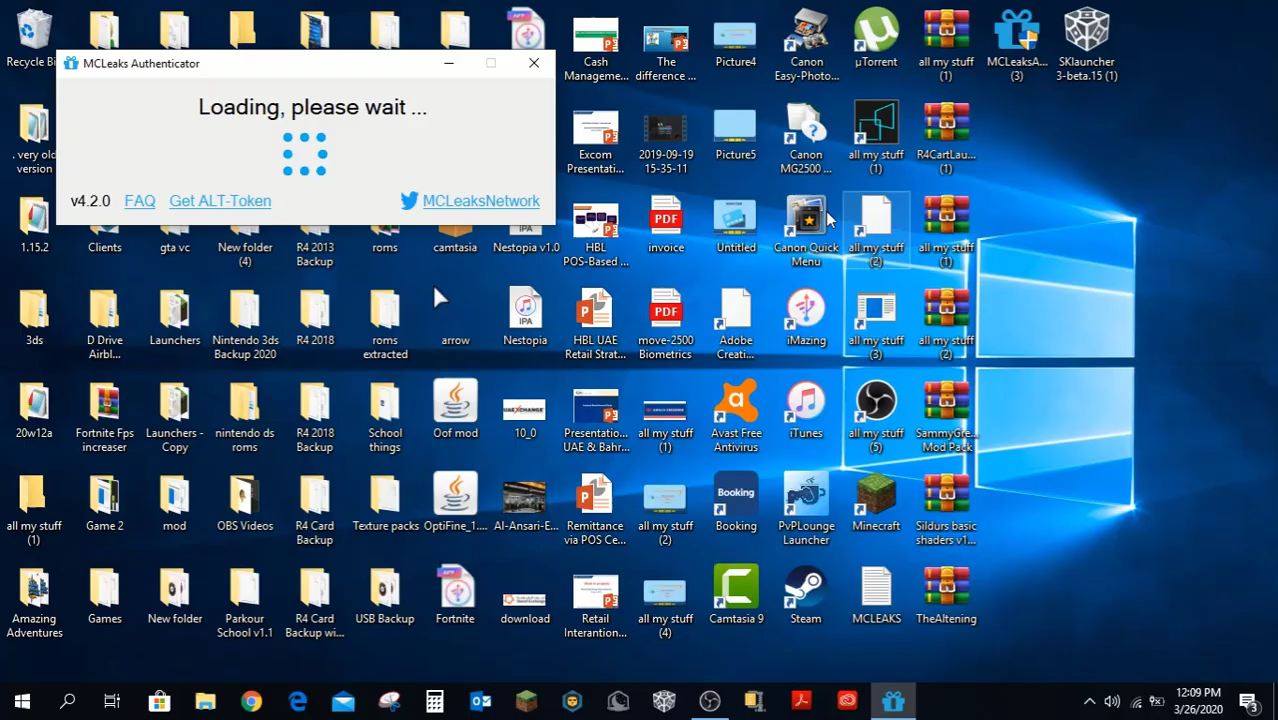 MCLeaks Authenticator
Loading, please wait ...
v4.2.0 FAQ Get ALT-Token MCLeaksNetwork
Recycle Bi
Cash
Manageme...
The
difference ...
Picture4
Canon
Easy-Photo...
µTorrent
all my stuff
(1)
MCLeaksA...
(3)
SKlauncher
3-beta.15 (1)
. very old
version
Excom
Presentati...
2019-09-19
15-35-11
Picture5
Canon
MG2500 ...
all my stuff
(1)
R4CartLau...
(1)
1.15.2
Clients
gta vc
New folder
(4)
R4 2013
Backup
roms
camtasia
Nestopia v1.0
HBL
POS-Based ...
invoice
Untitled
Canon Quick
Menu
all my stuff
(2)
all my stuff
(1)
3ds
D Drive
Airbl...
Launchers
Nintendo 3ds
Backup 2020
R4 2018
roms
extracted
arrow
Nestopia
HBL UAE
Retail Strat...
move-2500
Biometrics
Adobe
Creati...
iMazing
all my stuff
(3)
all my stuff
(2)
20w12a
Fortnite Fps
increaser
Launchers -
Copy
nintendo ds
roms
R4 2018
Backup
School
things
Oof mod
10_0
Presentatio...
UAE & Bahr...
all my stuff
(1)
Avast Free
Antivirus
iTunes
all my stuff
(5)
SammyGre...
Mod Pack
all my stuff
(1)
Game 2
mod
OBS Videos
R4 Card
Backup
Texture packs
OptiFine_1....
Al-Ansari-E...
Remittance
via POS Ce...
all my stuff
(2)
Booking
Booking
PvPLounge
Launcher
Minecraft
Sildurs basic
shaders v1...
Amazing
Adventures
Games
New folder
Parkour
School v1.1
R4 Card
Backup wi...
USB Backup
Fortnite
download
Retail
Interantion...
all my stuff
(4)
Camtasia 9
Steam
MCLEAKS
TheAltening
12:09 PM
3/26/2020
3